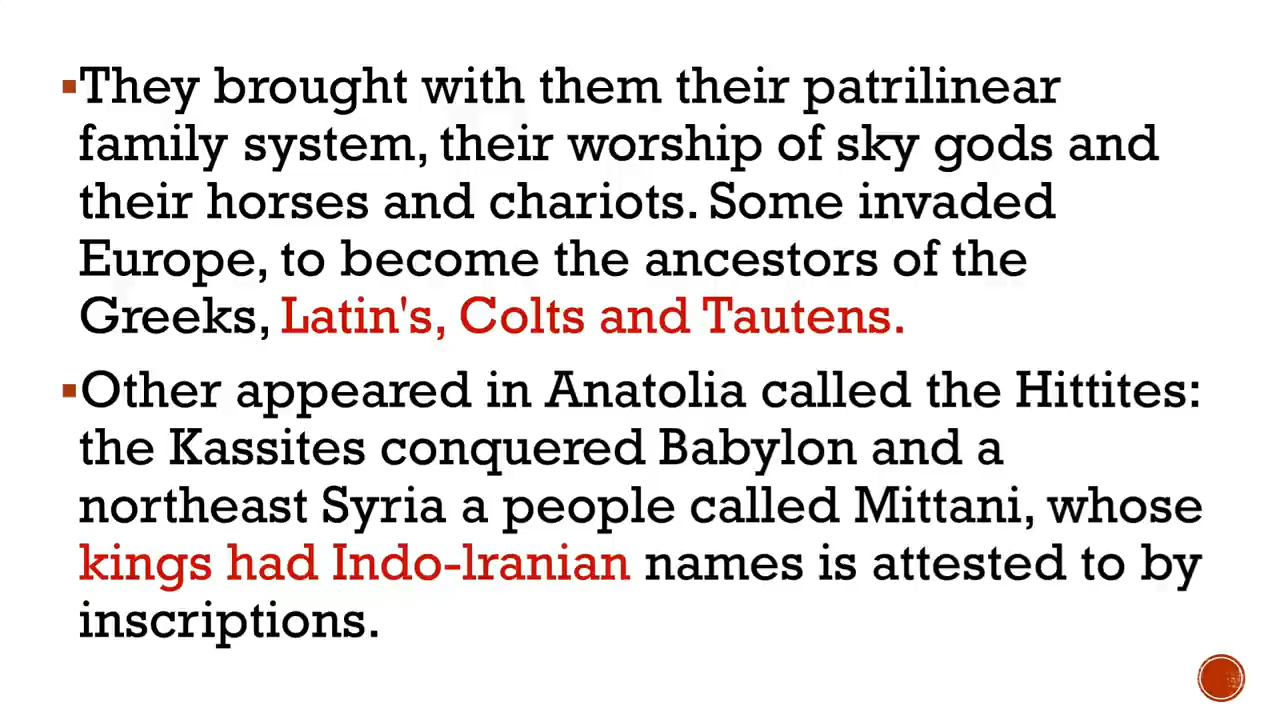 ▪They brought with them their patrilinear
family system, their worship of sky gods and
their horses and chariots. Some invaded
Europe, to become the ancestors of the
Greeks, Latin's, Colts and Tautens.
▪Other appeared in Anatolia called the Hittites:
the Kassites conquered Babylon and a
northeast Syria a people called Mittani, whose
kings had Indo-lranian names is attested to by
inscriptions.